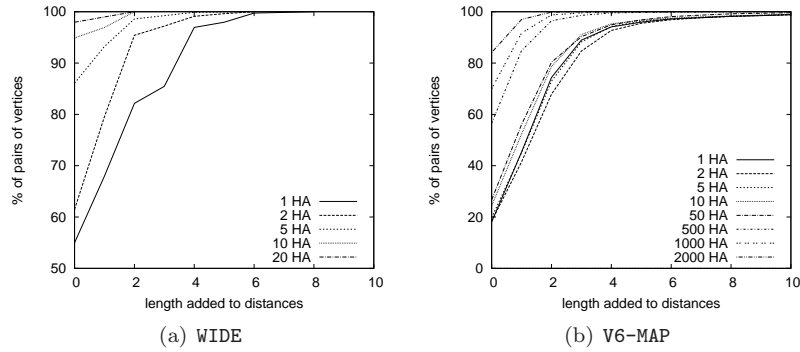 100
90
80
70
60
50
% of pairs of vertices
1 HA
2 HA
5 HA
10 HA
20 HA
0 2 4 6 8 10
length added to distances
(a) WIDE
100
80
60
40
20
0
% of pairs of vertices
1 HA
2 HA
5 HA
10 HA
50 HA
500 HA
1000 HA
2000 HA
0 2 4 6 8 10
length added to distances
(b) V6-MAP